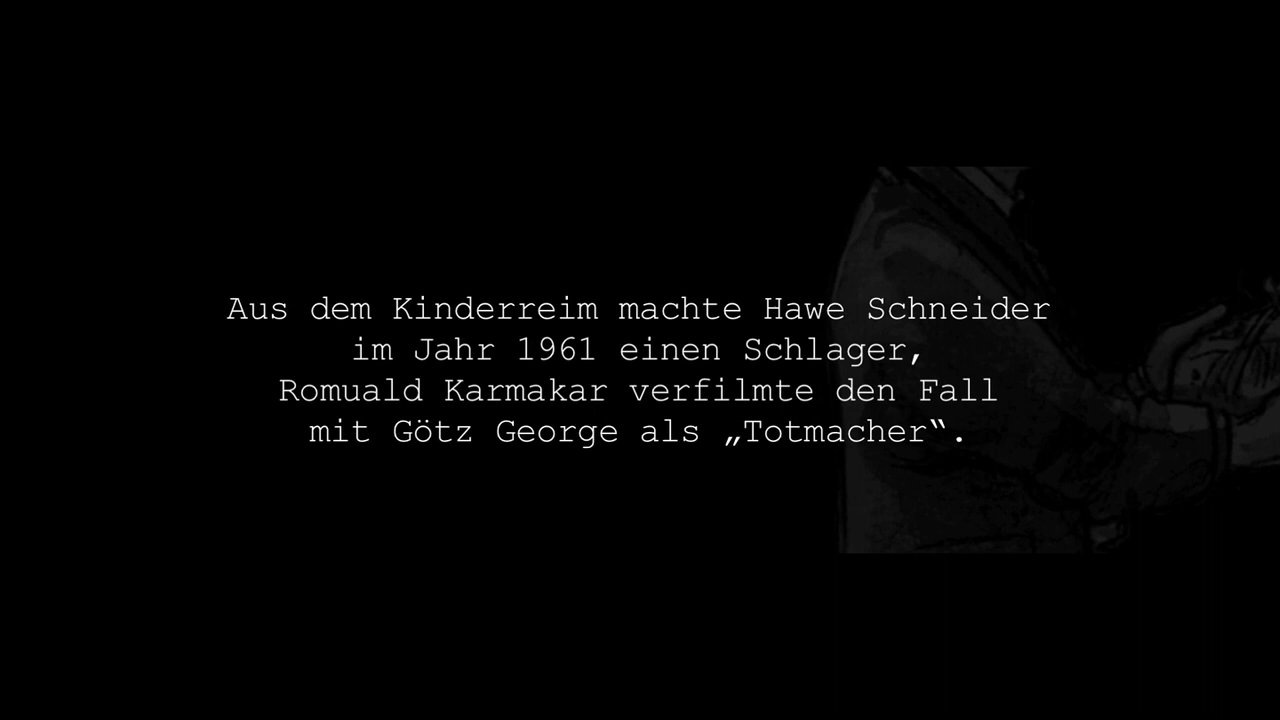 Aus dem Kinderreim machte Hawe Schneider
im Jahr 1961 einen Schlager,
Romuald Karmakar verfilmte den Fall
mit Götz George als „Totmacher“.